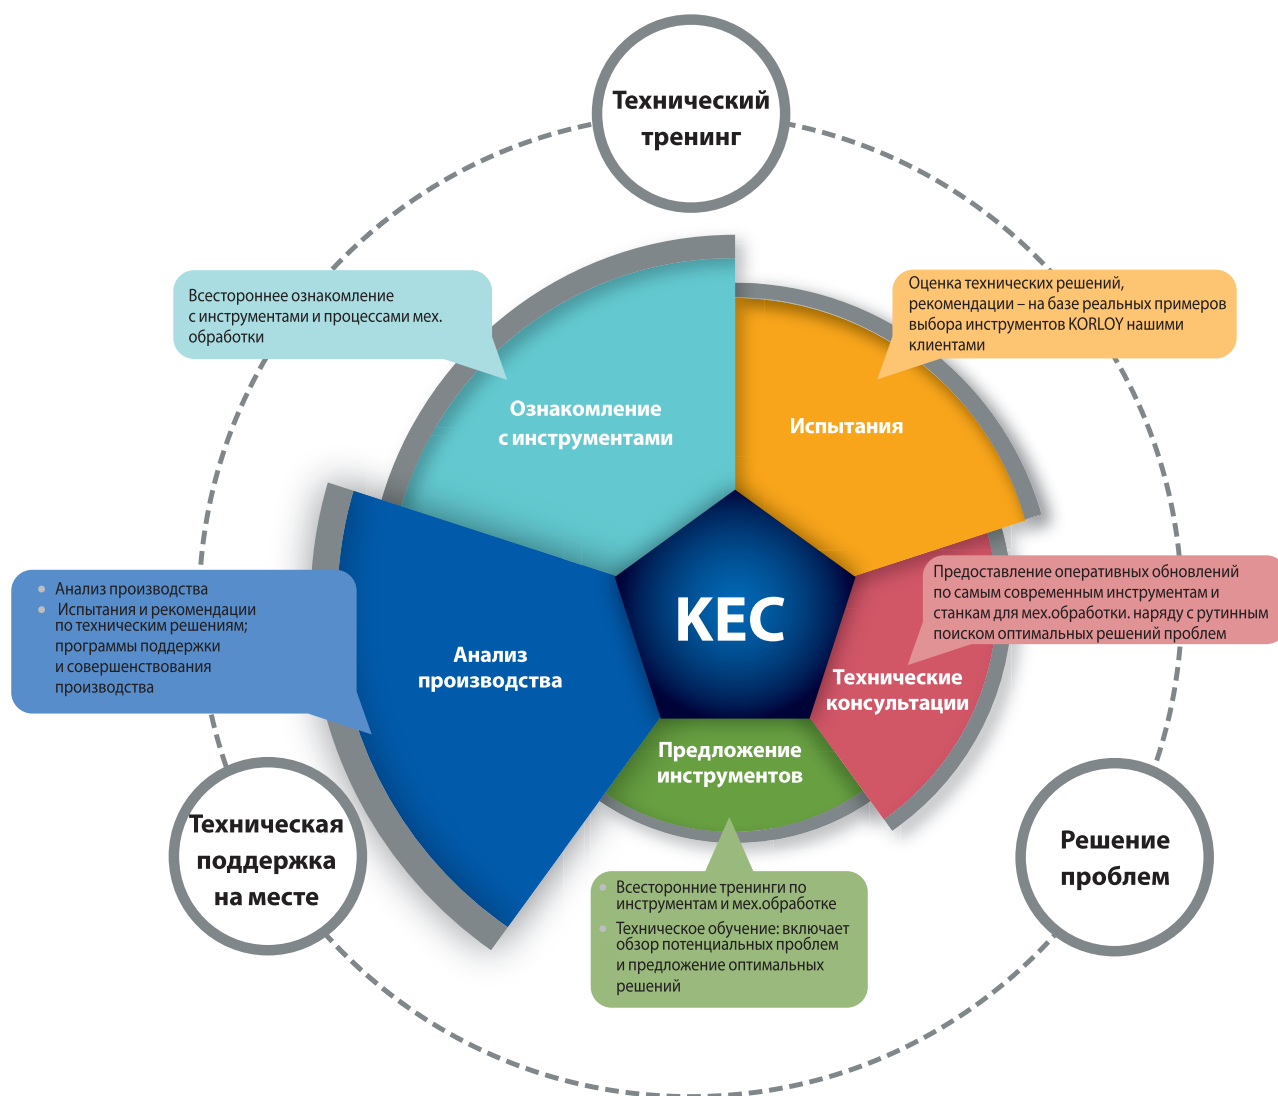 Технический
тренинг
Всестороннее ознакомление
с инструментами и процессами мех.
обработки
Оценка технических решений,
рекомендации – на базе реальных примеров
выбора инструментов KORLOY нашими
клиентами
Ознакомление
с инструментами
Испытания
• Анализ производства
• Испытания и рекомендации
по техническим решениям;
программы поддержки
и совершенствования
производства
Анализ
производства
KEC
Предоставление оперативных обновлений
по самым современным инструментам и
станкам для мех.обработки. наряду с рутинным
поиском оптимальных решений проблем
Технические
консультации
Предложение
инструментов
• Всесторонние тренинги по
инструментам и мех.обработке
• Техническое обучение: включает
обзор потенциальных проблем
и предложение оптимальных
решений
Техническая
поддержка
на месте
Решение
проблем